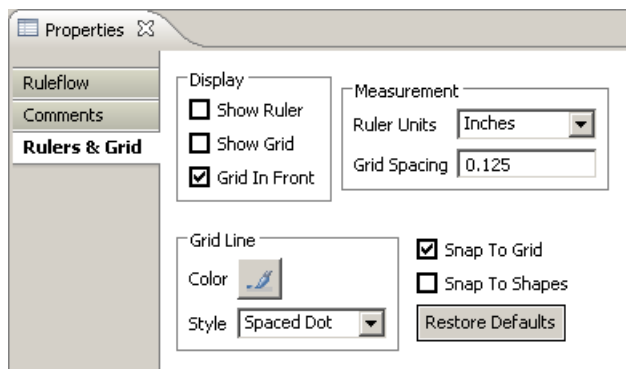 Properties
Ruleflow
Comments
Rulers & Grid
Display
Show Ruler
Show Grid
Grid In Front
Measurement
Ruler Units Inches
Grid Spacing 0.125
Grid Line
Color
Style Spaced Dot
Snap To Grid
Snap To Shapes
Restore Defaults